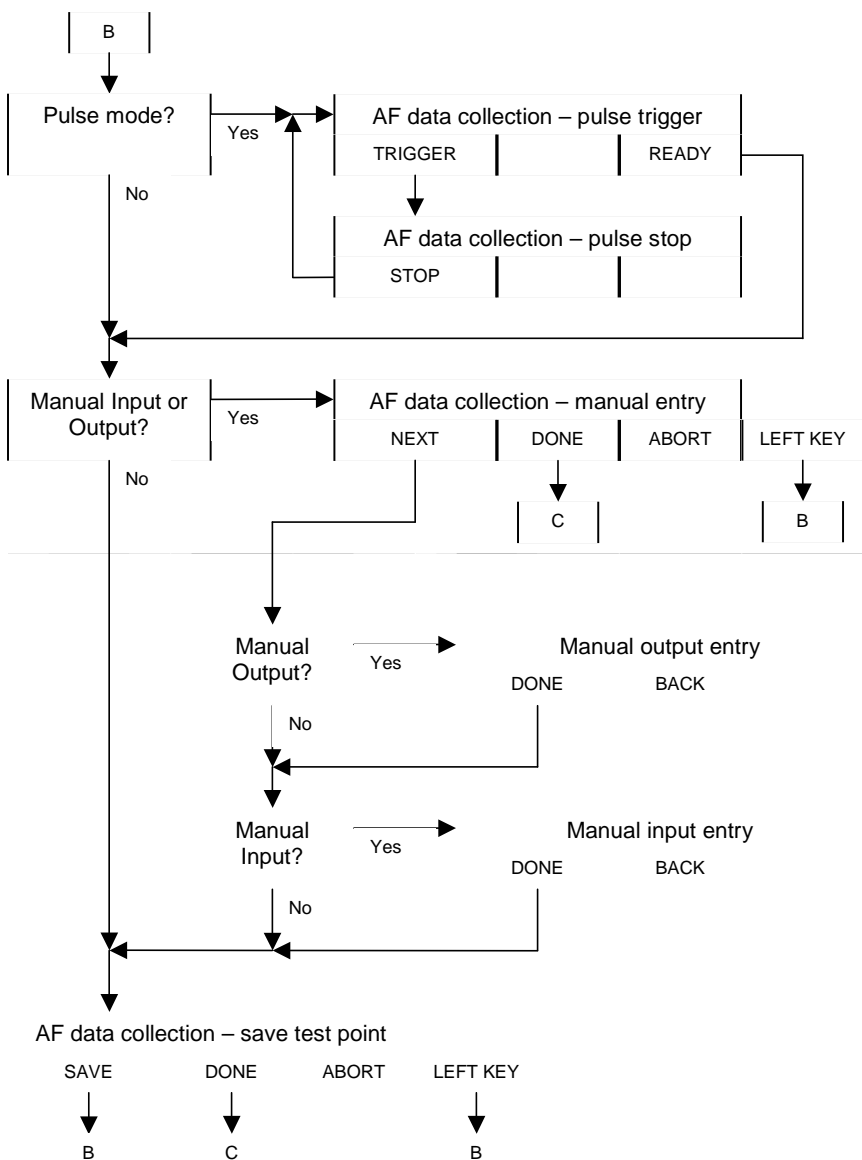 B
Pulse mode?
Yes
No
AF data collection – pulse trigger
TRIGGER READY
AF data collection – pulse stop
STOP
Manual Input or
Output?
Yes
No
AF data collection – manual entry
NEXT DONE ABORT LEFT KEY
C B
Manual
Output?
Yes
No
Manual output entry
DONE BACK
Manual
Input?
Yes
No
Manual input entry
DONE BACK
AF data collection – save test point
SAVE DONE ABORT LEFT KEY
B C B